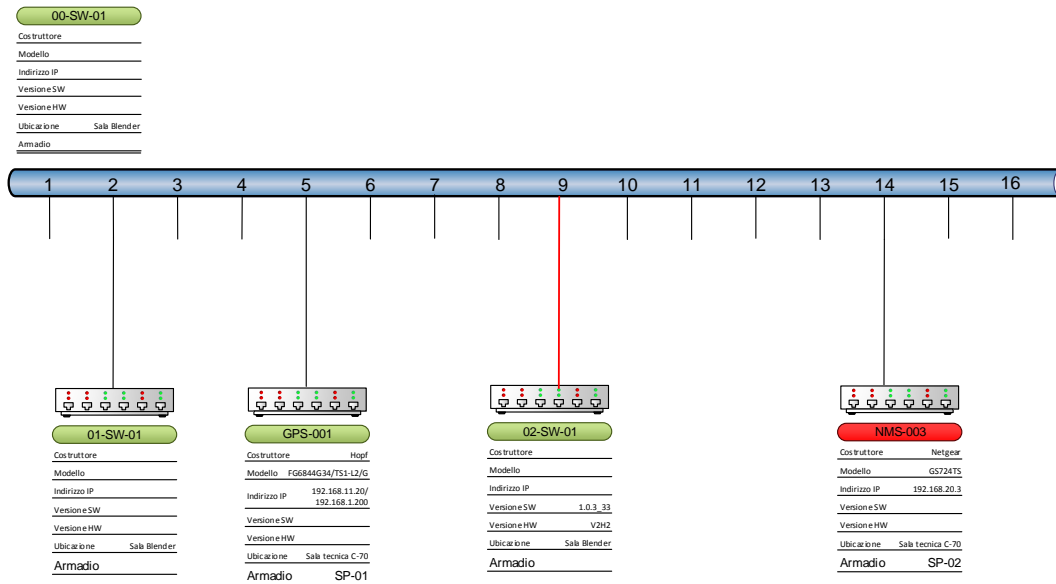 00-SW-01
Costruttore
Modello
Indirizzo IP
Versione SW
Versione HW
Ubicazione Sala Blender
Armadio
1 2 3 4 5 6 7 8 9 10 11 12 13 14 15 16
01-SW-01
Costruttore
Modello
Indirizzo IP
Versione SW
Versione HW
Ubicazione Sala Blender
Armadio
GPS-001
Costruttore Hopf
Modello FG6844G34/TS1-L2/G
Indirizzo IP 192.168.11.20/
192.168.1.200
Versione SW
Versione HW
Ubicazione Sala tecnica C-70
Armadio SP-01
02-SW-01
Costruttore
Modello
Indirizzo IP
Versione SW 1.0.3_33
Versione HW V2H2
Ubicazione Sala Blender
Armadio
NMS-003
Costruttore Netgear
Modello GS724TS
Indirizzo IP 192.168.20.3
Versione SW
Versione HW
Ubicazione Sala tecnica C-70
Armadio SP-02